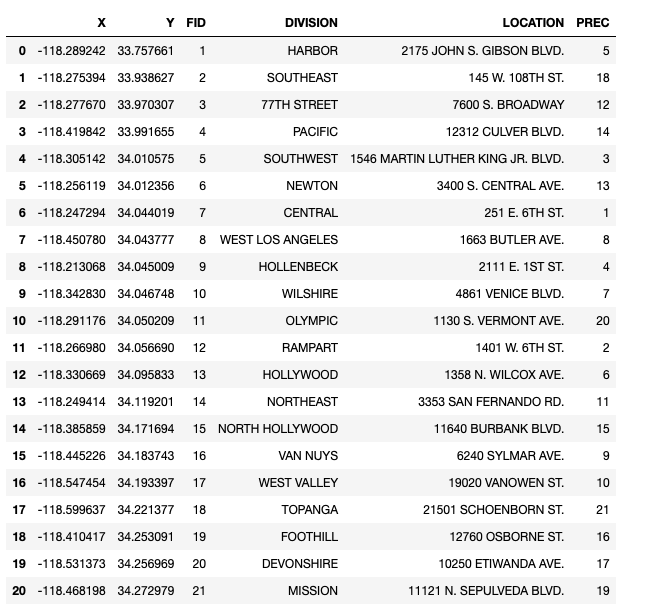 X Y FID DIVISION LOCATION PREC
0 -118.289242 33.757661 1 HARBOR 2175 JOHN S. GIBSON BLVD. 5
1 -118.275394 33.938627 2 SOUTHEAST 145 W. 108TH ST. 18
2 -118.277670 33.970307 3 77TH STREET 7600 S. BROADWAY 12
3 -118.419842 33.991655 4 PACIFIC 12312 CULVER BLVD. 14
4 -118.305142 34.010575 5 SOUTHWEST 1546 MARTIN LUTHER KING JR. BLVD. 3
5 -118.256119 34.012356 6 NEWTON 3400 S. CENTRAL AVE. 13
6 -118.247294 34.044019 7 CENTRAL 251 E. 6TH ST. 1
7 -118.450780 34.043777 8 WEST LOS ANGELES 1663 BUTLER AVE. 8
8 -118.213068 34.045009 9 HOLLENBECK 2111 E. 1ST ST. 4
9 -118.342830 34.046748 10 WILSHIRE 4861 VENICE BLVD. 7
10 -118.291176 34.050209 11 OLYMPIC 1130 S. VERMONT AVE. 20
11 -118.266980 34.056690 12 RAMPART 1401 W. 6TH ST. 2
12 -118.330669 34.095833 13 HOLLYWOOD 1358 N. WILCOX AVE. 6
13 -118.249414 34.119201 14 NORTHEAST 3353 SAN FERNANDO RD. 11
14 -118.385859 34.171694 15 NORTH HOLLYWOOD 11640 BURBANK BLVD. 15
15 -118.445226 34.183743 16 VAN NUYS 6240 SYLMAR AVE. 9
16 -118.547454 34.193397 17 WEST VALLEY 19020 VANOWEN ST. 10
17 -118.599637 34.221377 18 TOPANGA 21501 SCHOENBORN ST. 21
18 -118.410417 34.253091 19 FOOTHILL 12760 OSBORNE ST. 16
19 -118.531373 34.256969 20 DEVONSHIRE 10250 ETIWANDA AVE. 17
20 -118.468198 34.272979 21 MISSION 11121 N. SEPULVEDA BLVD. 19